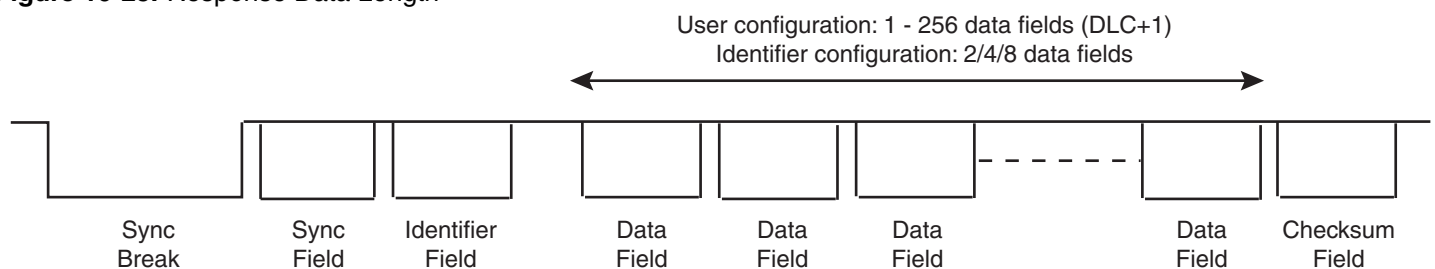 User configuration: 1 - 256 data fields (DLC+1)
Identifier configuration: 2/4/8 data fields
Sync Break
Sync Field
Identifier Field
Data Field
Data Field
Data Field
Data Field
Checksum Field